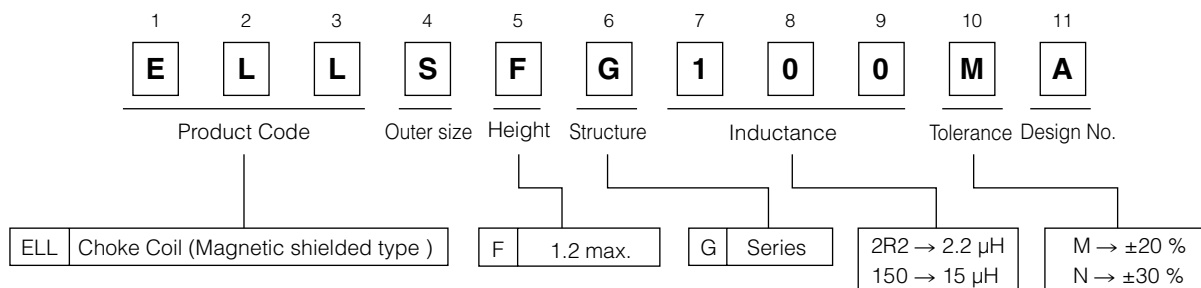 1 2 3 4 5 6 7 8 9 10 11
E L L S F G 1 0 0 M A
Product Code Outer size Height Structure Inductance Tolerance Design No.
ELL Choke Coil (Magnetic shielded type )
F 1.2 max.
G Series
2R2 → 2.2 µH
150 → 15 µH
M → ±20 %
N → ±30 %